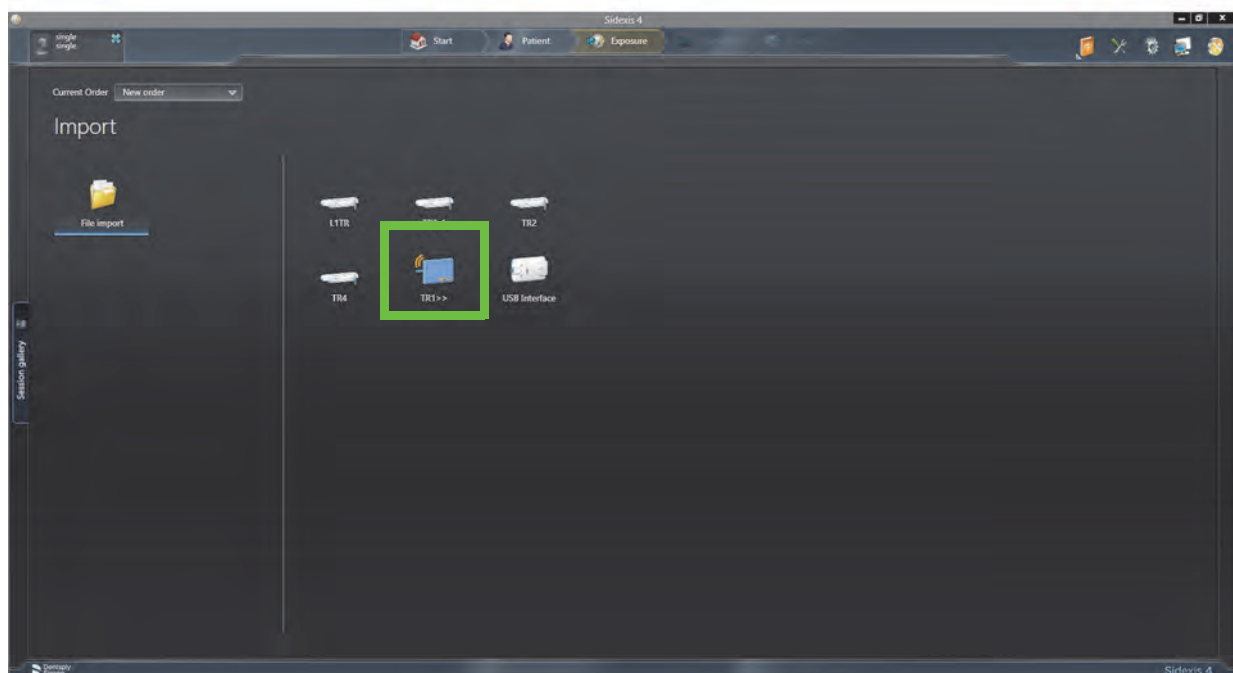 Sidexis 4
single
single
Start
Patient
Exposure
Current Order
New order
Import
File import
L1TR
TR2
TR4
TR1>>
USB Interface
Session gallery
Dentsply
Sidexis 4